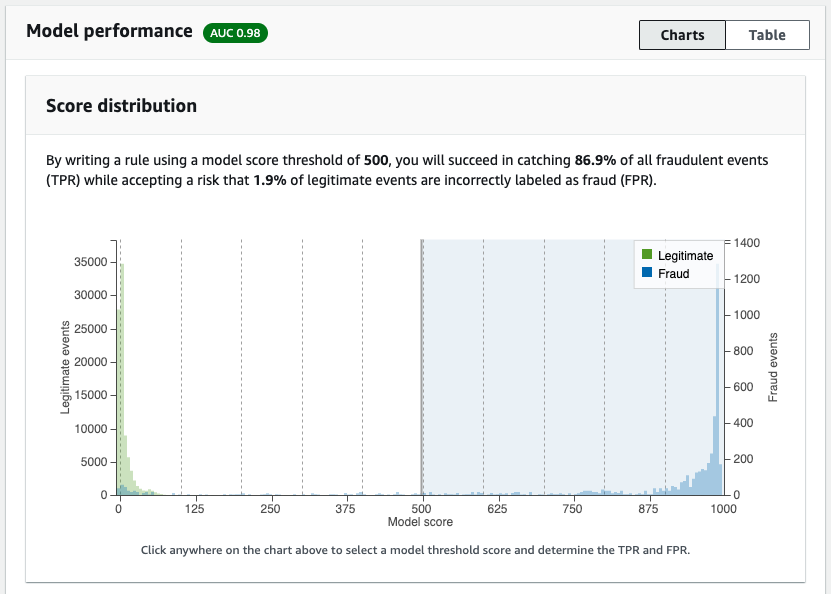 Model performance AUC 0.98 Charts Table
Score distribution
By writing a rule using a model score threshold of 500, you will succeed in catching 86.9% of all fraudulent events
(TPR) while accepting a risk that 1.9% of legitimate events are incorrectly labeled as fraud (FPR).
Legitimate events
35000
30000
25000
20000
15000
10000
5000
0
Legitimate
Fraud
1400
1200
1000
800
600
400
200
0
Fraud events
0 125 250 375 500 625 750 875 1000
Model score
Click anywhere on the chart above to select a model threshold score and determine the TPR and FPR.